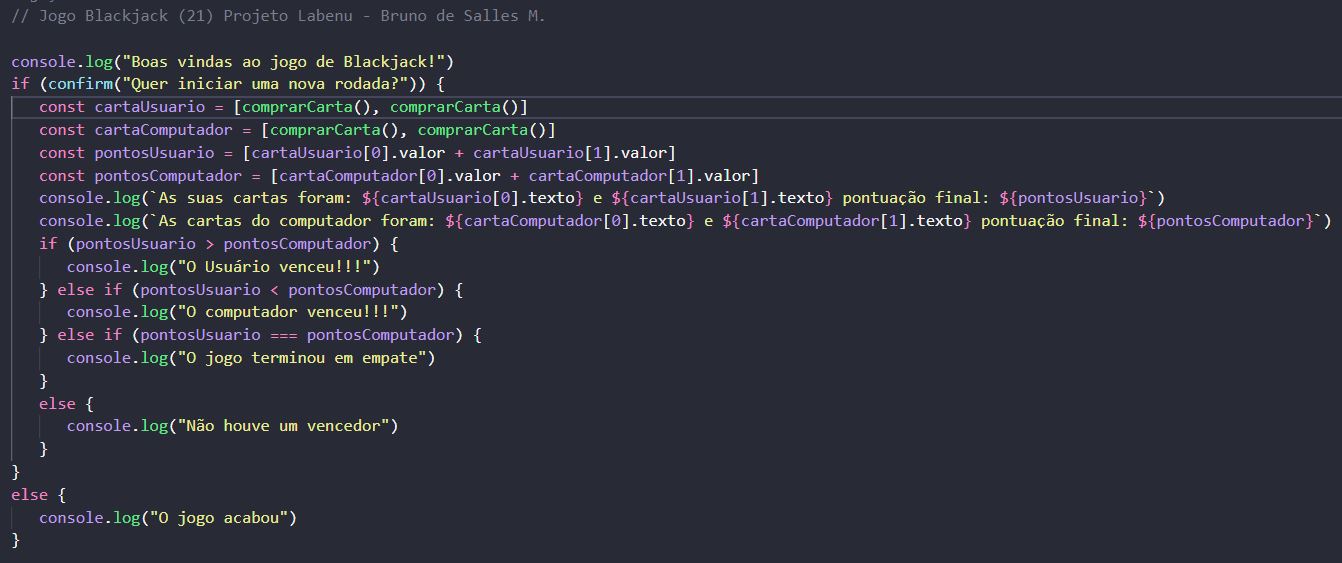 // Jogo Blackjack (21) Projeto Labenu - Bruno de Salles M.
console.log("Boas vindas ao jogo de Blackjack!")
if (confirm("Quer iniciar uma nova rodada?")) {
const cartaUsuario = [comprarCarta(), comprarCarta()]
const cartaComputador = [comprarCarta(), comprarCarta()]
const pontosUsuario = [cartaUsuario[0].valor + cartaUsuario[1].valor]
const pontosComputador = [cartaComputador[0].valor + cartaComputador[1].valor]
console.log(`As suas cartas foram: ${cartaUsuario[0].texto} e ${cartaUsuario[1].texto} pontuação final: ${pontosUsuario}`)
console.log(`As cartas do computador foram: ${cartaComputador[0].texto} e ${cartaComputador[1].texto} pontuação final: ${pontosComputador}`)
if (pontosUsuario > pontosComputador) {
console.log("O Usuário venceu!!!")
} else if (pontosUsuario < pontosComputador) {
console.log("O computador venceu!!!")
} else if (pontosUsuario === pontosComputador) {
console.log("O jogo terminou em empate")
}
else {
console.log("Não houve um vencedor")
}
}
else {
console.log("O jogo acabou")
}